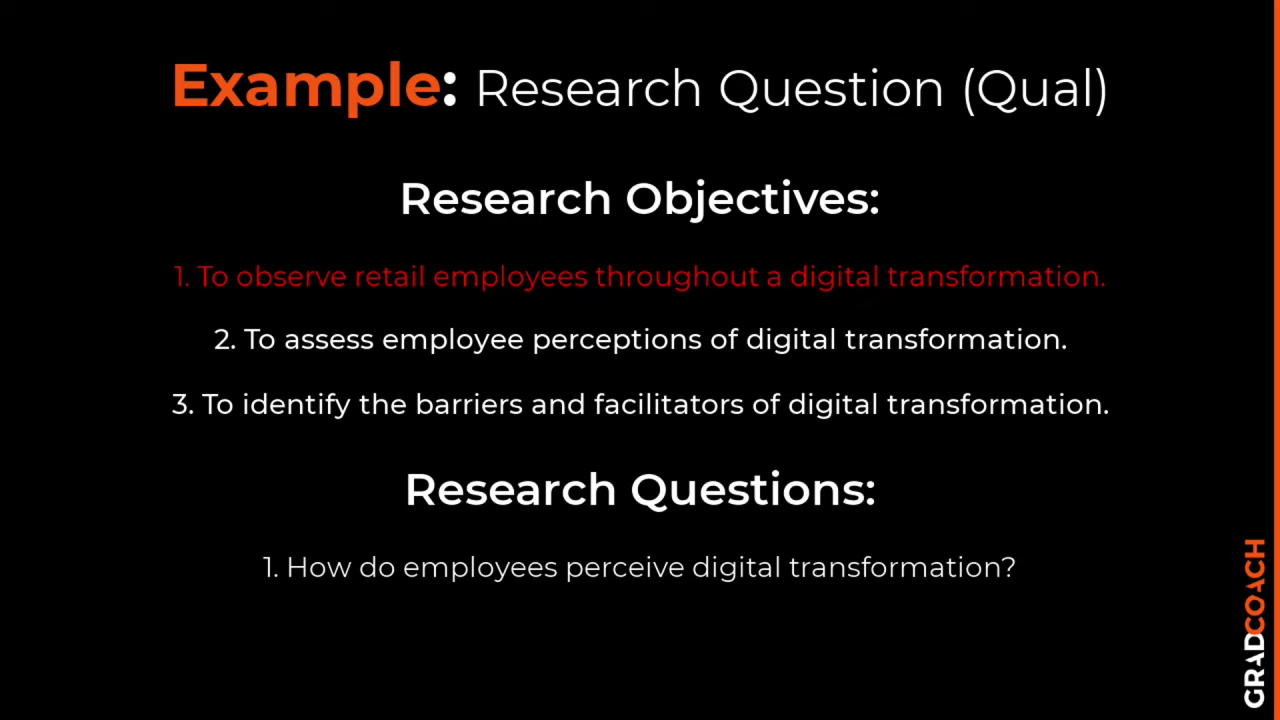 Example: Research Question (Qual)
Research Objectives:
1. To observe retail employees throughout a digital transformation.
2. To assess employee perceptions of digital transformation.
3. To identify the barriers and facilitators of digital transformation.
Research Questions:
1. How do employees perceive digital transformation?
GRADCOACH